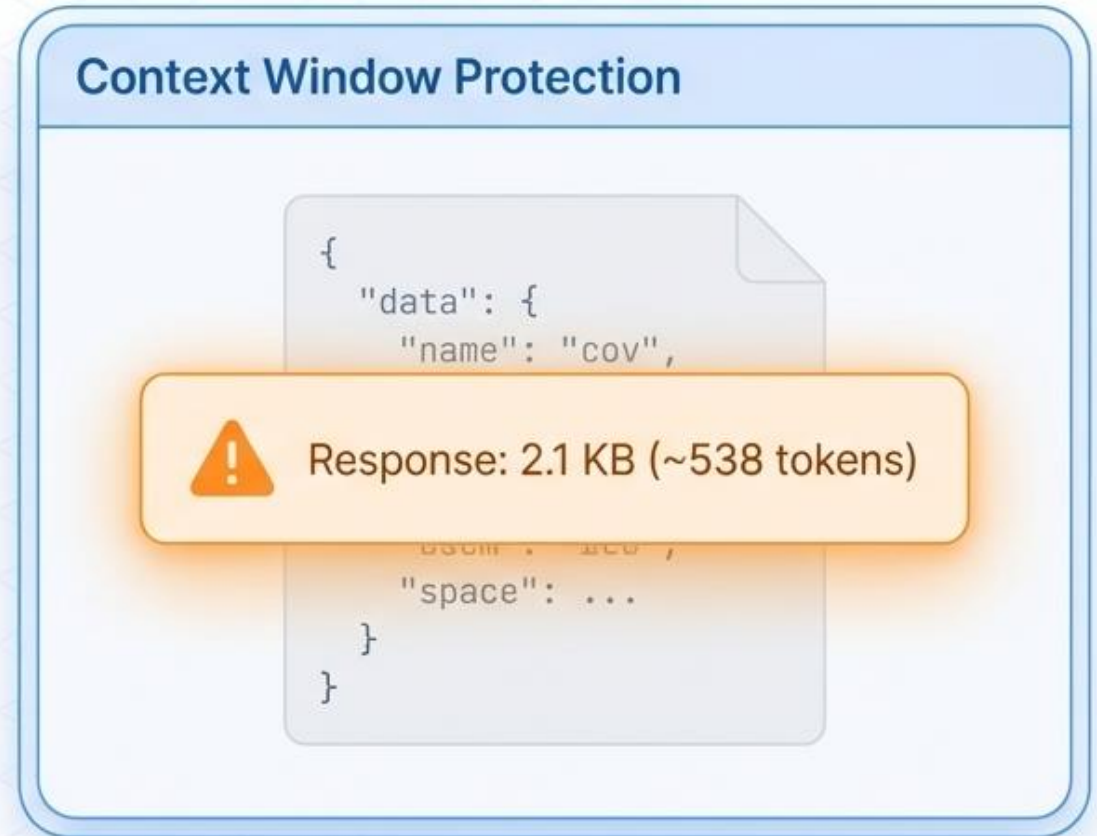 Context Window Protection
{
"data": {
"name": "cov",
Response: 2.1 KB (~538 tokens)
"space": ...
}
}